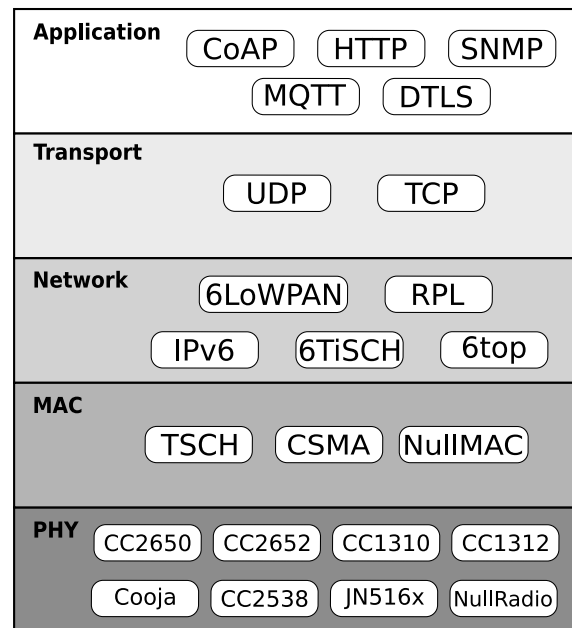 Application
CoAP HTTP SNMP
MQTT DTLS
Transport
UDP TCP
Network
6LoWPAN RPL
IPv6 6TiSCH 6top
MAC
TSCH CSMA NullMAC
PHY
CC2650 CC2652 CC1310 CC1312
Cooja CC2538 JN516x NullRadio